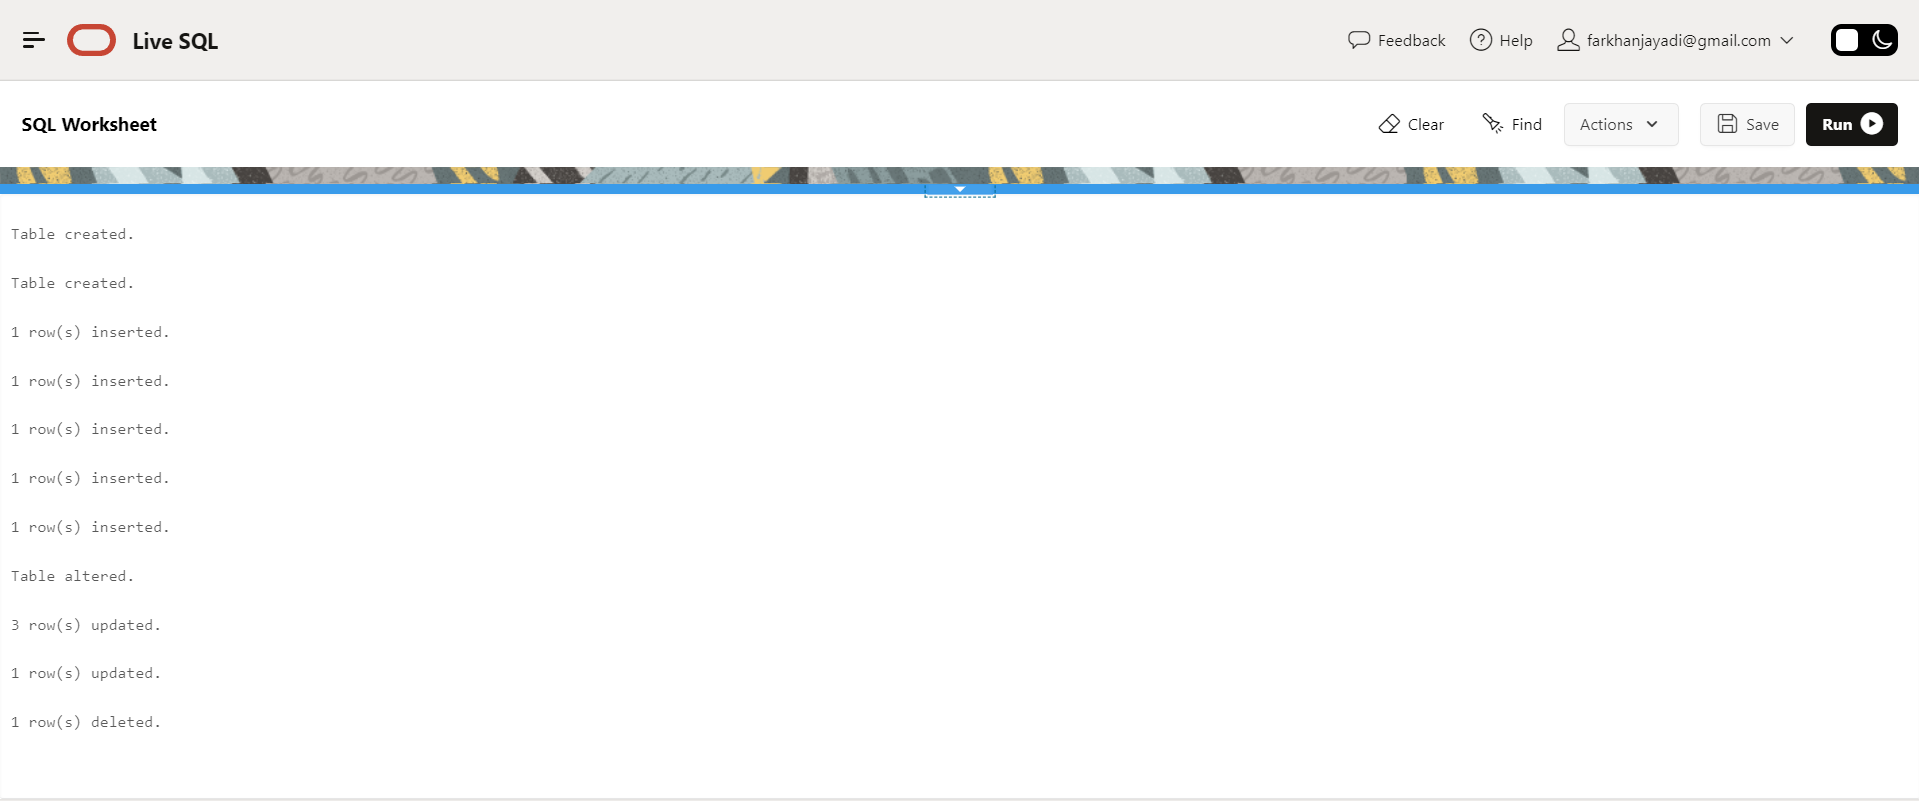 Live SQL
Feedback
Help
farkhanjayadi@gmail.com
SQL Worksheet
Clear
Find
Actions
Save
Run
Table created.
Table created.
1 row(s) inserted.
1 row(s) inserted.
1 row(s) inserted.
1 row(s) inserted.
1 row(s) inserted.
Table altered.
3 row(s) updated.
1 row(s) updated.
1 row(s) deleted.